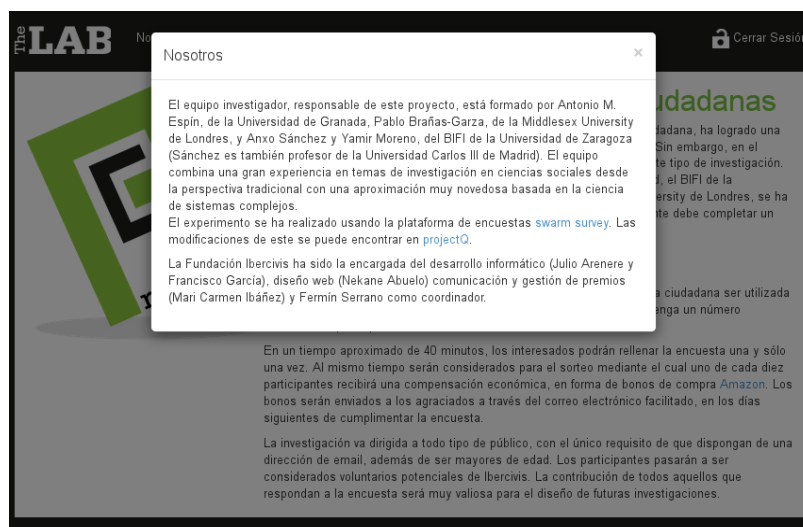 The LAB
No
Cerrar Sesión
Nosotros
×
El equipo investigador, responsable de este proyecto, está formado por Antonio M.
Espín, de la Universidad de Granada, Pablo Brañas-Garza, de la Middlesex University
de Londres, y Anxo Sánchez y Yamir Moreno, del BIFI de la Universidad de Zaragoza
(Sánchez es también profesor de la Universidad Carlos III de Madrid). El equipo
combina una gran experiencia en temas de investigación en ciencias sociales desde
la perspectiva tradicional con una aproximación muy novedosa basada en la ciencia
de sistemas complejos.
El experimento se ha realizado usando la plataforma de encuestas swarm survey. Las
modificaciones de este se puede encontrar en projectQ.
La Fundación Ibercivis ha sido la encargada del desarrollo informático (Julio Arenere y
Francisco García), diseño web (Nekane Abuelo) comunicación y gestión de premios
(Mari Carmen Ibáñez) y Fermín Serrano como coordinador.
udadanas
dadana, ha logrado una
Sin embargo, en el
te tipo de investigación.
, el BIFI de la
ersity de Londres, se ha
nte debe completar un
a ciudadana ser utilizada
enga un número
En un tiempo aproximado de 40 minutos, los interesados podrán rellenar la encuesta una y sólo
una vez. Al mismo tiempo serán considerados para el sorteo mediante el cual uno de cada diez
participantes recibirá una compensación económica, en forma de bonos de compra Amazon. Los
bonos serán enviados a los agraciados a través del correo electrónico facilitado, en los días
siguientes de cumplimentar la encuesta.
La investigación va dirigida a todo tipo de público, con el único requisito de que dispongan de una
dirección de email, además de ser mayores de edad. Los participantes pasarán a ser
considerados voluntarios potenciales de Ibercivis. La contribución de todos aquellos que
respondan a la encuesta será muy valiosa para el diseño de futuras investigaciones.